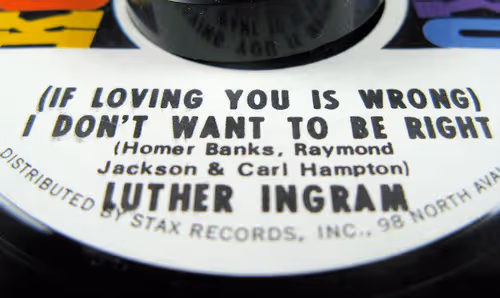 (IF LOVING YOU IS WRONG)
I DON'T WANT TO BE RIGHT
(Homer Banks, Raymond
Jackson & Carl Hampton)
LUTHER INGRAM
DISTRIBUTED BY STAX RECORDS, INC., 98 NORTH AVA